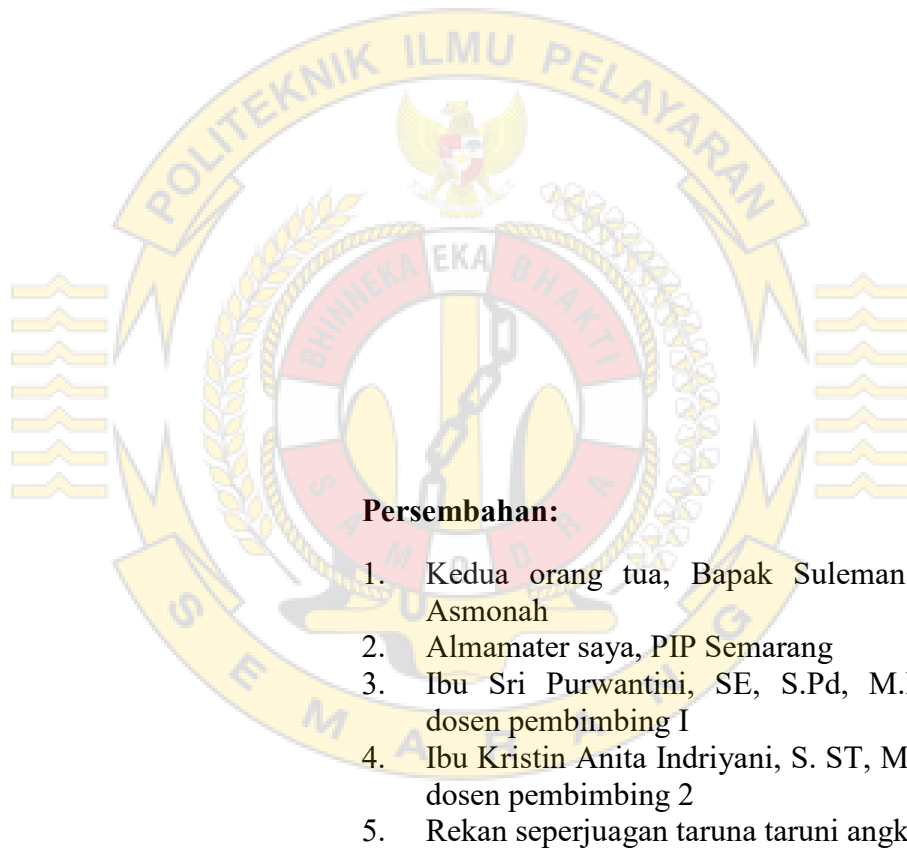 POLITEKNIK ILMU PELAYARAN
BHINNEKA EKA BHAKTI
SAMODRA
SEMARANG
Persembahan:
1. Kedua orang tua, Bapak Suleman
Asmonah
2. Almamater saya, PIP Semarang
3. Ibu Sri Purwantini, SE, S.Pd,
dosen pembimbing I
4. Ibu Kristin Anita Indriyani, S. ST,
dosen pembimbing 2
5. Rekan seperjuagan taruna taruni